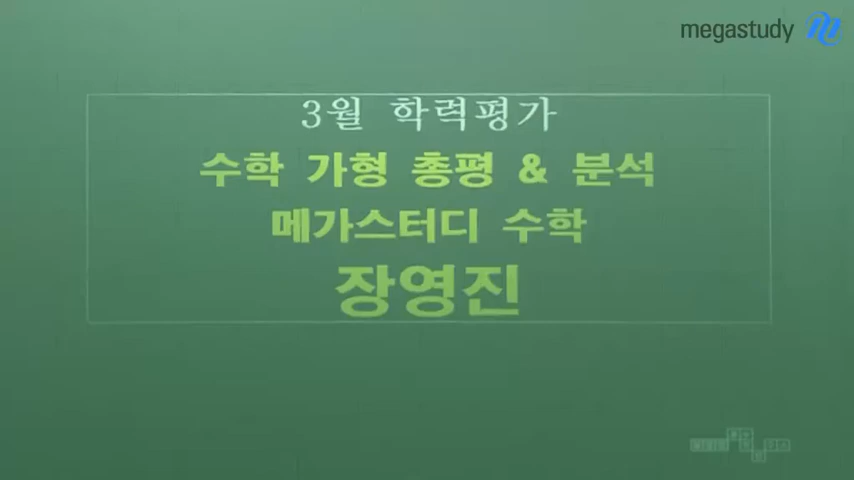 megastudy
3월 학력평가
수학 가형 총평 & 분석
메가스터디 수학
장영진